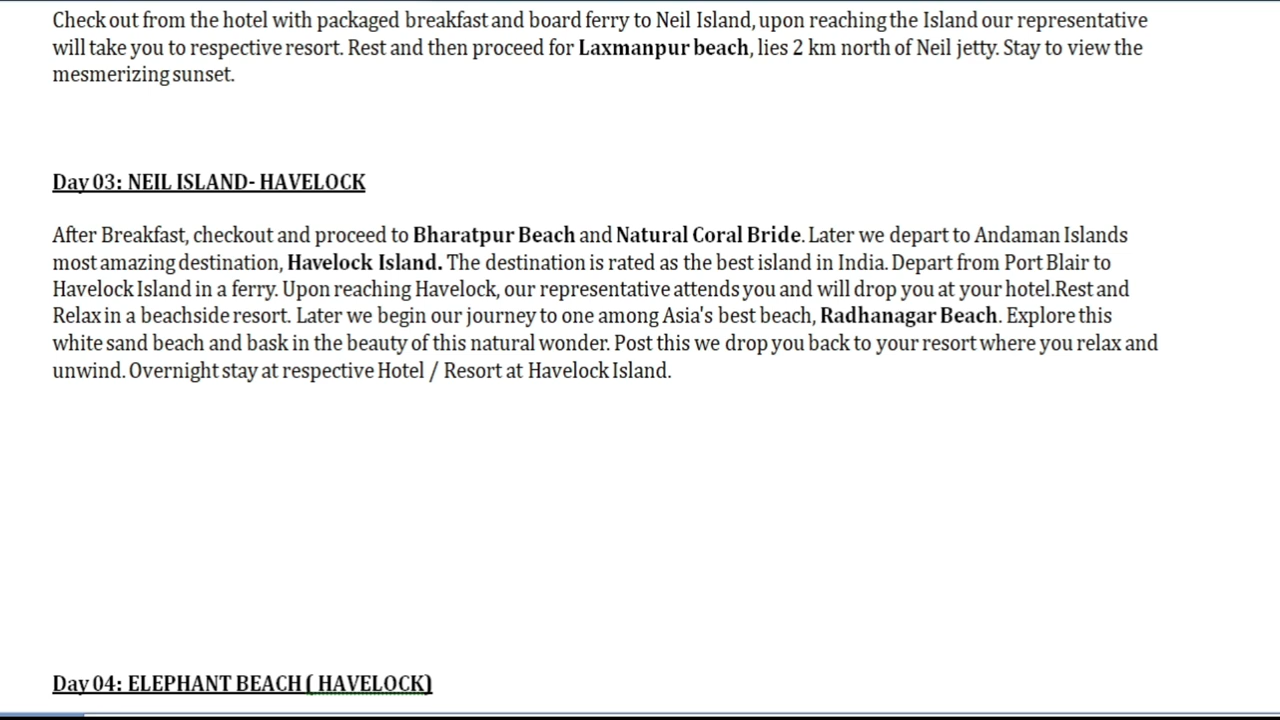 Check out from the hotel with packaged breakfast and board ferry to Neil Island, upon reaching the Island our representative
will take you to respective resort. Rest and then proceed for Laxmanpur beach, lies 2 km north of Neil jetty. Stay to view the
mesmerizing sunset.
Day 03: NEIL ISLAND- HAVELOCK
After Breakfast, checkout and proceed to Bharatpur Beach and Natural Coral Bride. Later we depart to Andaman Islands
most amazing destination, Havelock Island. The destination is rated as the best island in India. Depart from Port Blair to
Havelock Island in a ferry. Upon reaching Havelock, our representative attends you and will drop you at your hotel.Rest and
Relax in a beachside resort. Later we begin our journey to one among Asia's best beach, Radhanagar Beach. Explore this
white sand beach and bask in the beauty of this natural wonder. Post this we drop you back to your resort where you relax and
unwind. Overnight stay at respective Hotel / Resort at Havelock Island.
Day 04: ELEPHANT BEACH ( HAVELOCK)